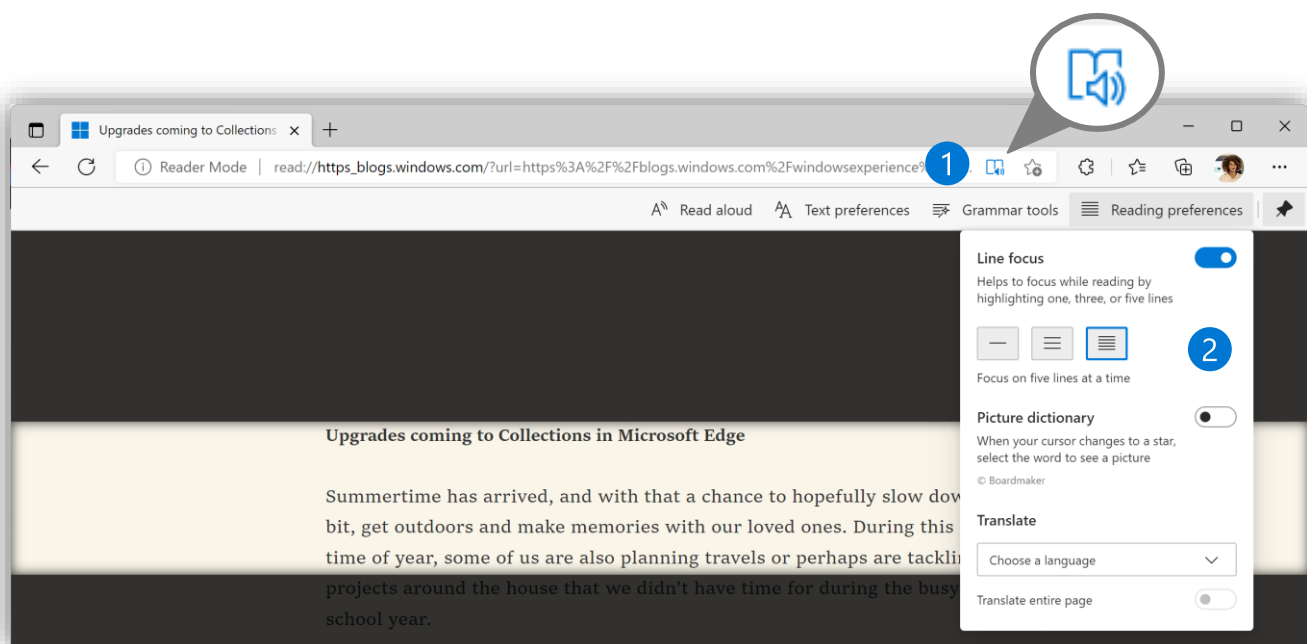 Upgrades coming to Collections
Reader Mode | read://https_blogs.windows.com/?url=https%3A%2F%2Fblogs.windows.com%2Fwindowsexperience%
1
Read aloud Text preferences Grammar tools Reading preferences
Line focus
Helps to focus while reading by
highlighting one, three, or five lines
2
Focus on five lines at a time
Picture dictionary
When your cursor changes to a star,
select the word to see a picture
© Boardmaker
Translate
Choose a language
Translate entire page
Upgrades coming to Collections in Microsoft Edge
Summertime has arrived, and with that a chance to hopefully slow dow
bit, get outdoors and make memories with our loved ones. During this
time of year, some of us are also planning travels or perhaps are tackli
projects around the house that we didn't have time for during the busy
school year.